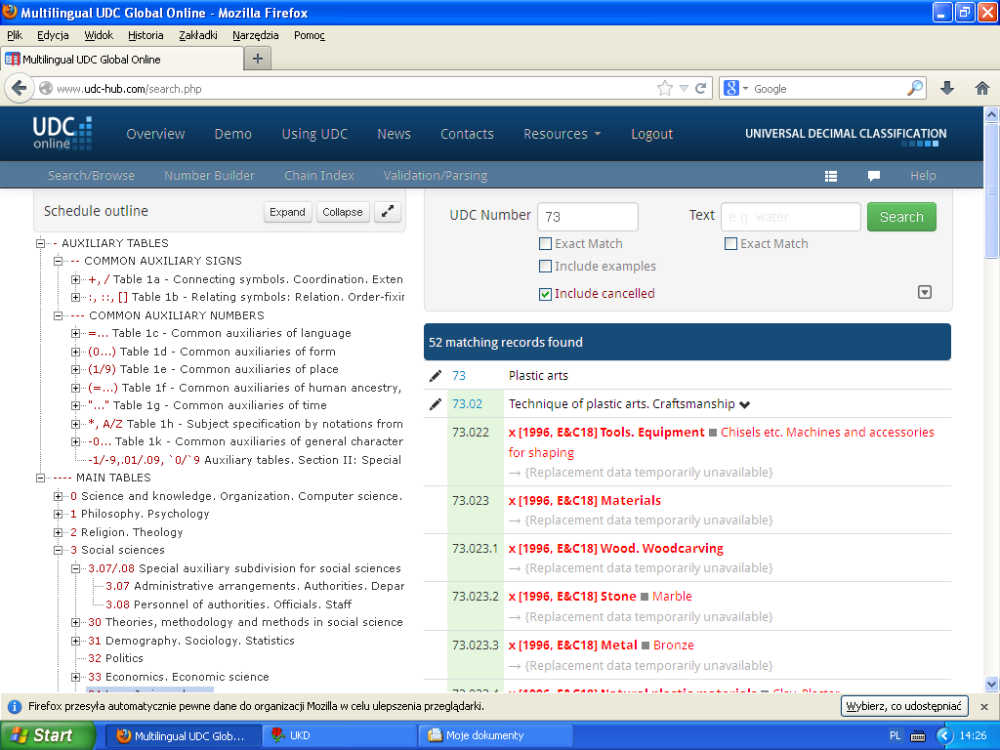 Multilingual UDC Global Online - Mozilla Firefox
Plik Edycja Widok Historia Zakładki Narzędzia Pomoc
Multilingual UDC Global Online
www.udc-hub.com/search.php
Google
UDC online
Overview Demo Using UDC News Contacts Resources Logout
UNIVERSAL DECIMAL CLASSIFICATION
Search/Browse Number Builder Chain Index Validation/Parsing Help
Schedule outline Expand Collapse
- AUXILIARY TABLES
-- COMMON AUXILIARY SIGNS
+, / Table 1a - Connecting symbols. Coordination. Exten
:, ::, [] Table 1b - Relating symbols: Relation. Order-fixir
--- COMMON AUXILIARY NUMBERS
=... Table 1c - Common auxiliaries of language
(0...) Table 1d - Common auxiliaries of form
(1/9) Table 1e - Common auxiliaries of place
(=...) Table 1f - Common auxiliaries of human ancestry,
"..." Table 1g - Common auxiliaries of time
*, A/Z Table 1h - Subject specification by notations from
-0... Table 1k - Common auxiliaries of general character
-1/-9,.01/.09, `0/`9 Auxiliary tables. Section II: Special
---- MAIN TABLES
0 Science and knowledge. Organization. Computer science.
1 Philosophy. Psychology
2 Religion. Theology
3 Social sciences
3.07/.08 Special auxiliary subdivision for social sciences
3.07 Administrative arrangements. Authorities. Depar
3.08 Personnel of authorities. Officials. Staff
30 Theories, methodology and methods in social science
31 Demography. Sociology. Statistics
32 Politics
33 Economics. Economic science
UDC Number 73 Text e.g. water Search
Exact Match Exact Match
Include examples
Include cancelled
52 matching records found
73 Plastic arts
73.02 Technique of plastic arts. Craftsmanship
73.022 x [1996, E&C18] Tools. Equipment ■ Chisels etc. Machines and accessories
for shaping
→ {Replacement data temporarily unavailable}
73.023 x [1996, E&C18] Materials
→ {Replacement data temporarily unavailable}
73.023.1 x [1996, E&C18] Wood. Woodcarving
→ {Replacement data temporarily unavailable}
73.023.2 x [1996, E&C18] Stone ■ Marble
→ {Replacement data temporarily unavailable}
73.023.3 x [1996, E&C18] Metal ■ Bronze
→ {Replacement data temporarily unavailable}
73.023.4 x [1996, E&C18] Natural plastic materials ■ Clay. Plaster
Firefox przesyła automatycznie pewne dane do organizacji Mozilla w celu ulepszenia przeglądarki.
Wybierz, co udostępniać
Start Multilingual UDC Glob... UKD Moje dokumenty PL 14:26